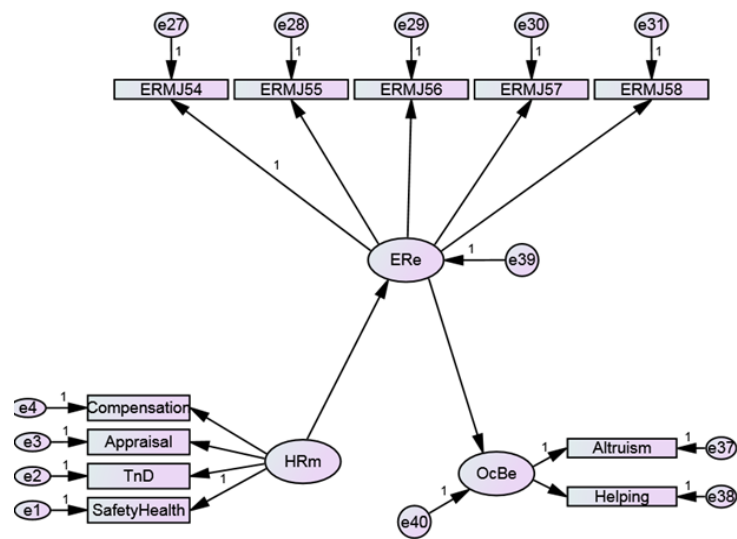 e27 e28 e29 e30 e31
1 1 1 1 1
ERMJ54 ERMJ55 ERMJ56 ERMJ57 ERMJ58
1
ERe 1 e39
e4 1 Compensation
e3 1 Appraisal
e2 1 TnD
e1 1 SafetyHealth
1
HRm
OcBe
1
e40
1 Altruism 1 e37
Helping 1 e38